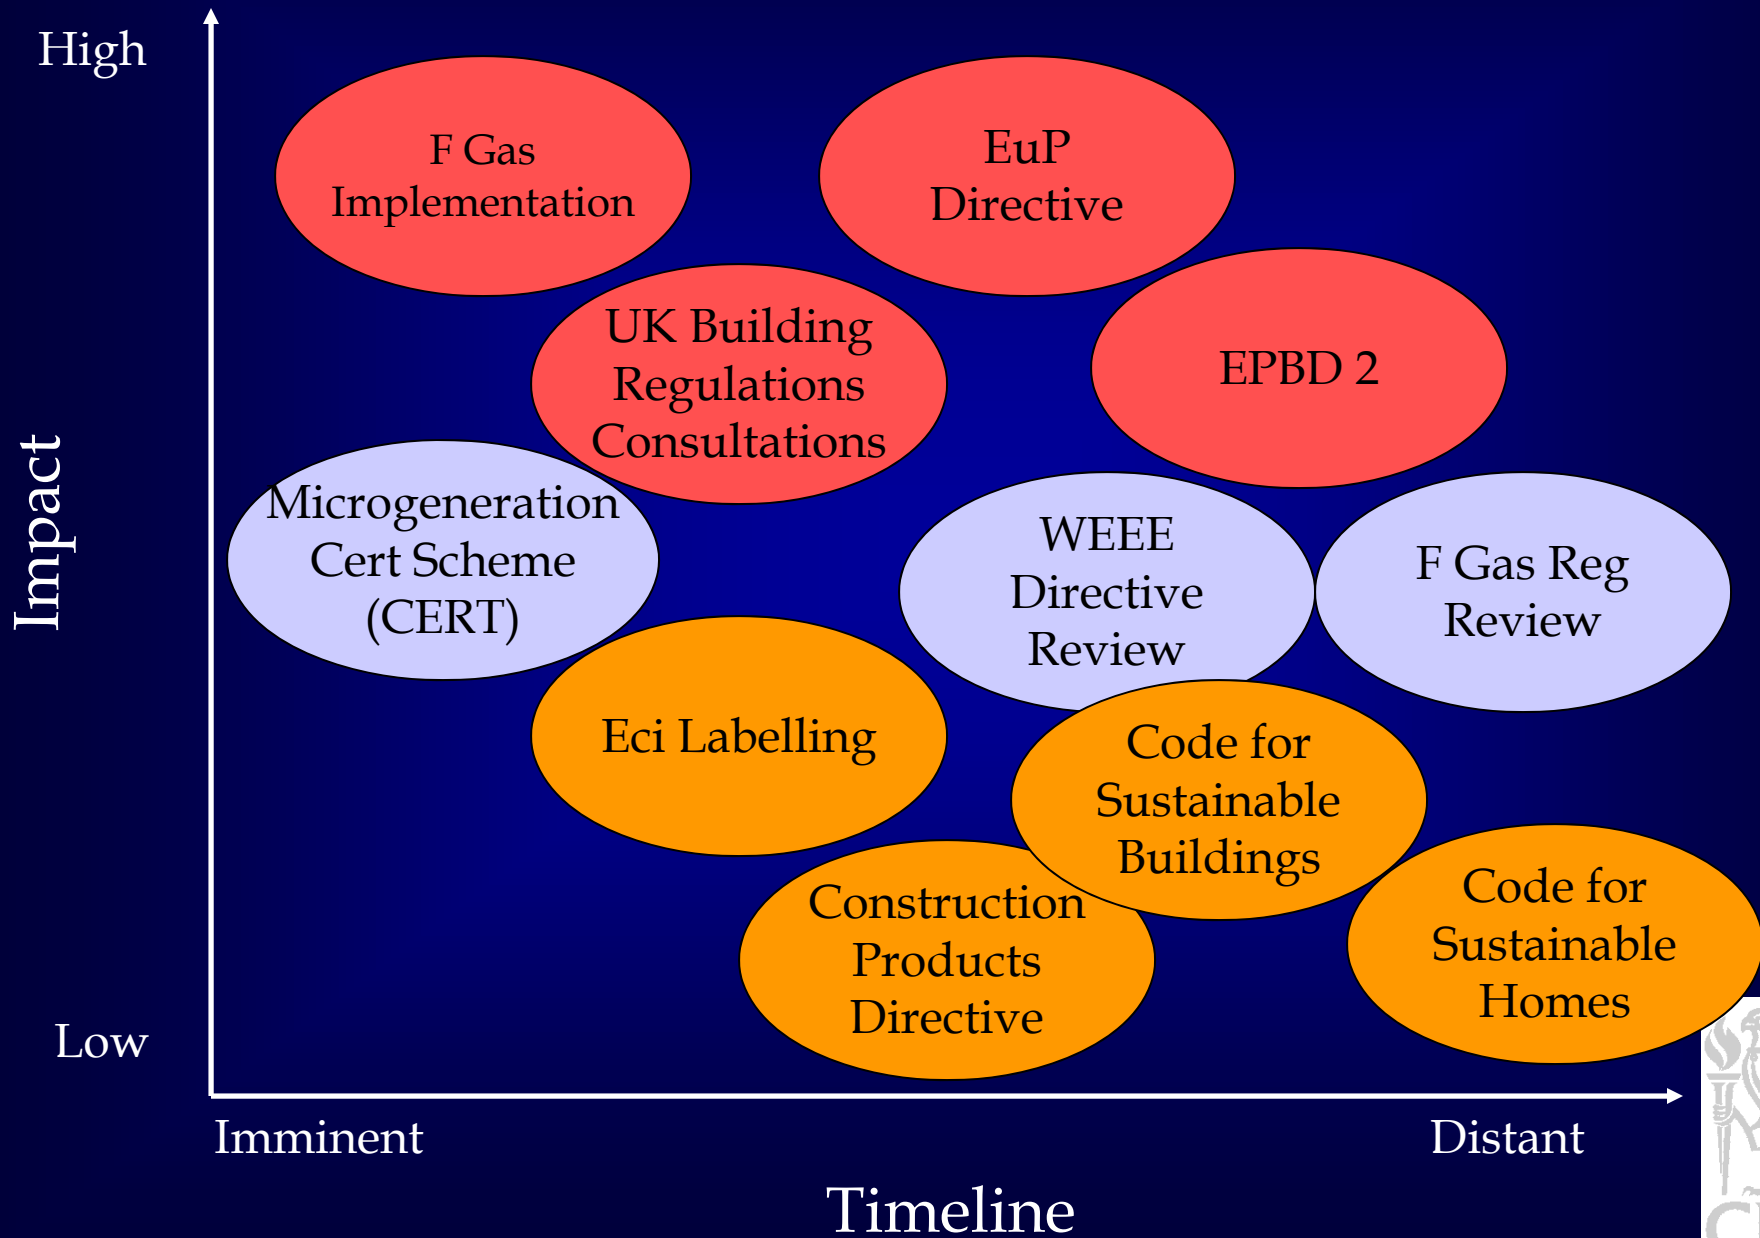 High
F Gas
Implementation
EuP
Directive
UK Building
Regulations
Consultations
EPBD 2
Impact
Microgeneration
Cert Scheme
(CERT)
WEEE
Directive
Review
F Gas Reg
Review
Eci Labelling
Code for
Sustainable
Buildings
Construction
Products
Directive
Code for
Sustainable
Homes
Low
Imminent
Distant
Timeline